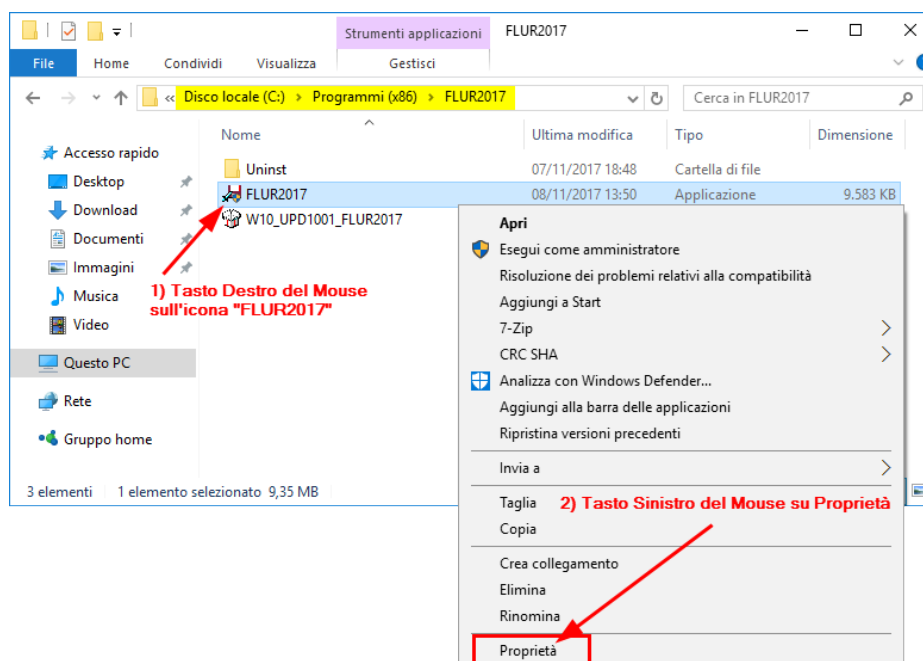 Strumenti applicazioni
FLUR2017
File
Home
Condividi
Visualizza
Gestisci
« Disco locale (C:) > Programmi (x86) > FLUR2017
Cerca in FLUR2017
Nome
Ultima modifica
Tipo
Dimensione
Accesso rapido
Desktop
Download
Documenti
Immagini
Musica
Video
Questo PC
Rete
Gruppo home
Uninst
07/11/2017 18:48
Cartella di file
FLUR2017
08/11/2017 13:50
Applicazione
9.583 KB
W10_UPD1001_FLUR2017
1) Tasto Destro del Mouse
sull'icona "FLUR2017"
Apri
Esegui come amministratore
Risoluzione dei problemi relativi alla compatibilità
Aggiungi a Start
7-Zip
CRC SHA
Analizza con Windows Defender...
Aggiungi alla barra delle applicazioni
Ripristina versioni precedenti
Invia a
Taglia
2) Tasto Sinistro del Mouse su Proprietà
Copia
Crea collegamento
Elimina
Rinomina
Proprietà
3 elementi
1 elemento selezionato 9,35 MB